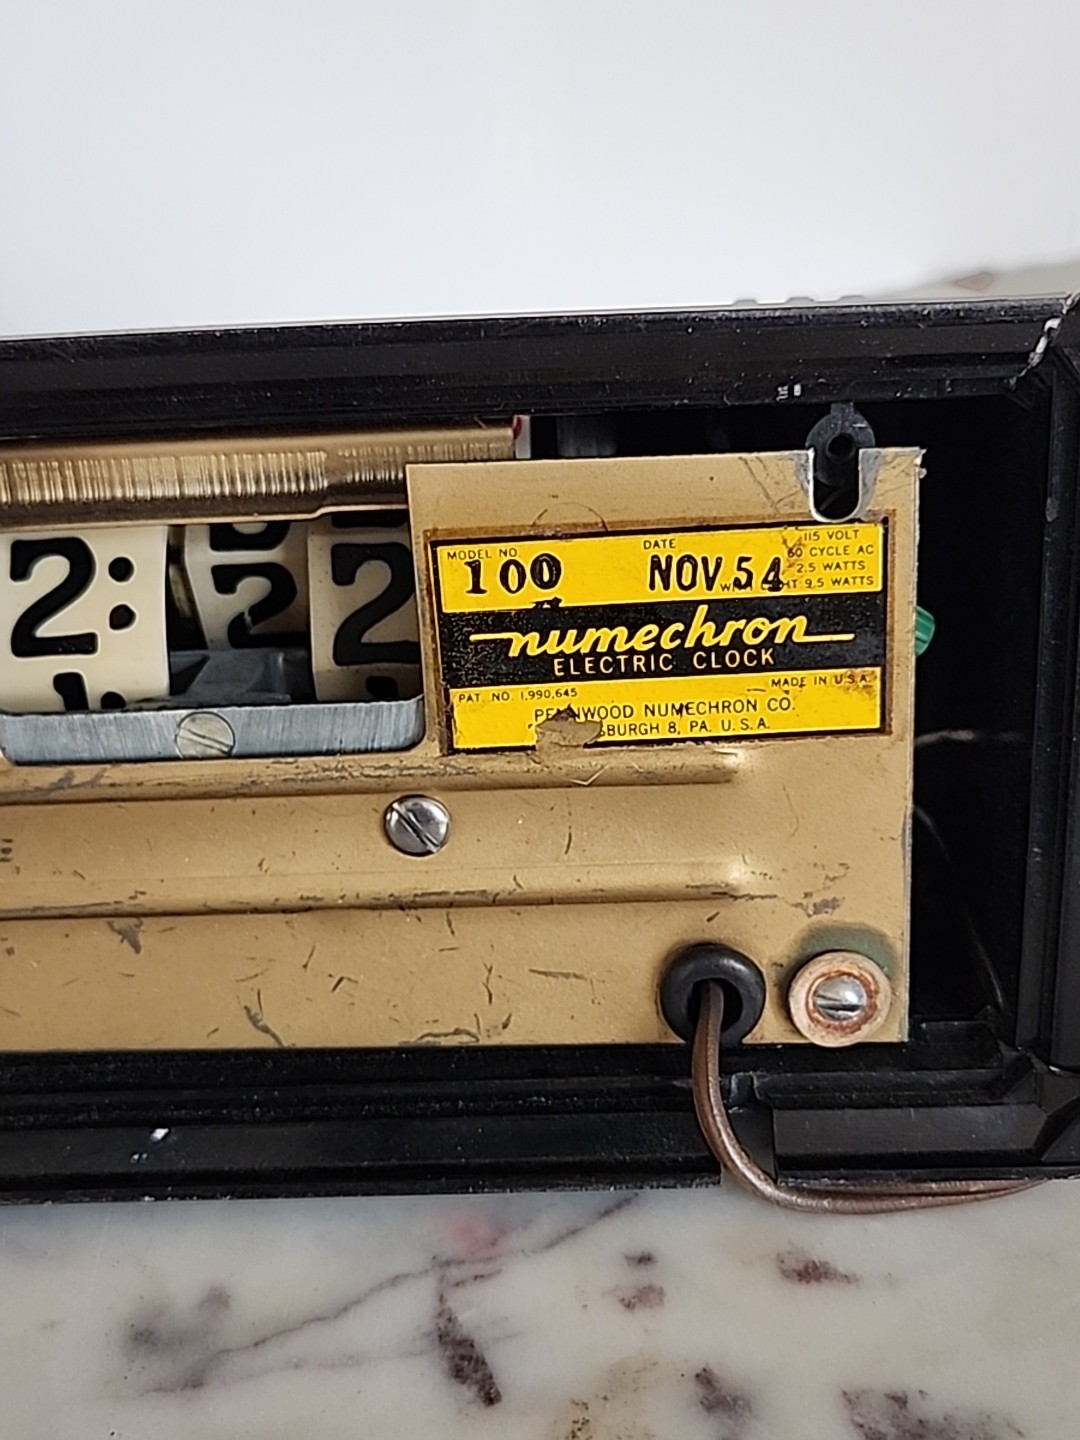 2: 2 2
MODEL NO.
100
DATE
NOV 54
115 VOLT
60 CYCLE AC
2.5 WATTS
9.5 WATTS
numechron
ELECTRIC CLOCK
PAT. NO. 1,990,645
MADE IN U.S.A.
PENNWOOD NUMECHRON CO.
8, PA. U.S.A.